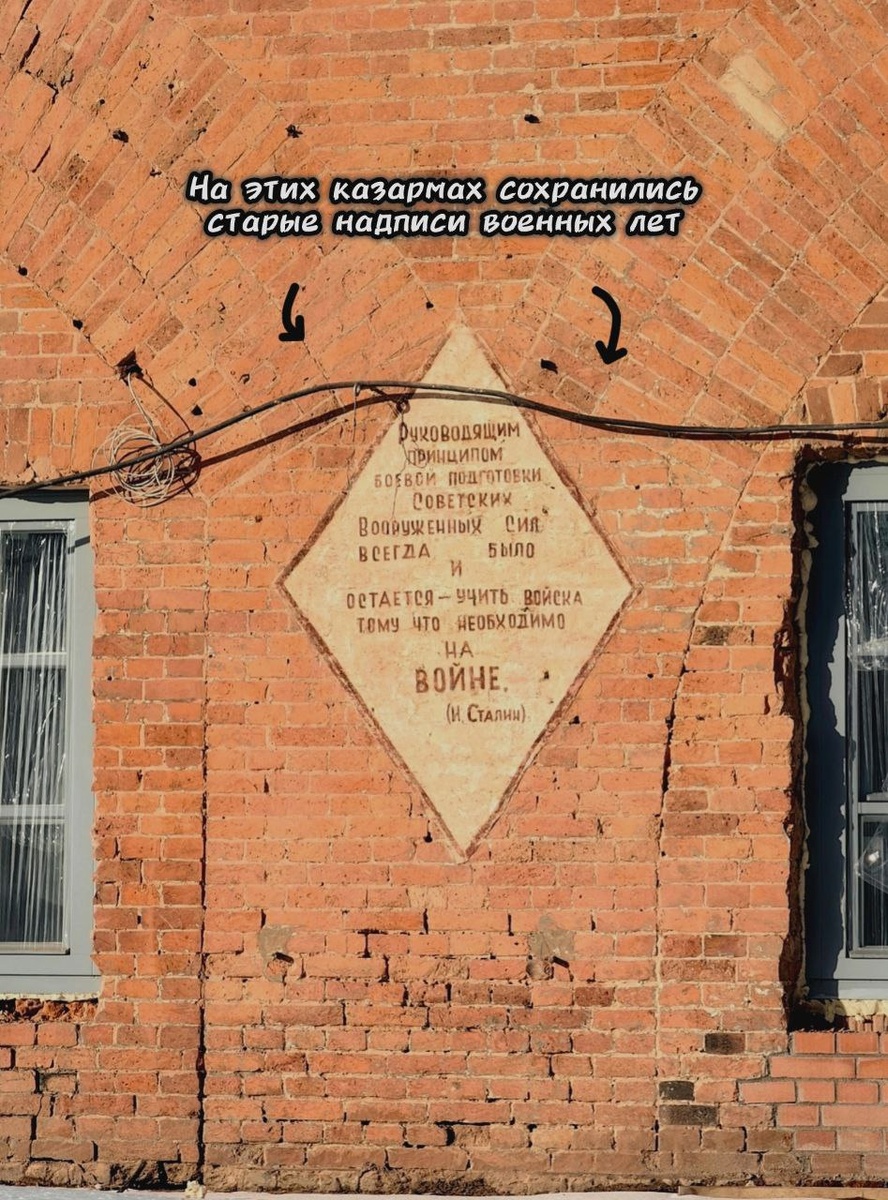 На этих казармах сохранились
старые надписи военных лет
Руководящим
принципом
боевой подготовки
Советских
Вооруженных Сил
всегда было
и
остается – учить войска
тому что необходимо
на
ВОЙНЕ.
(И. Сталин)